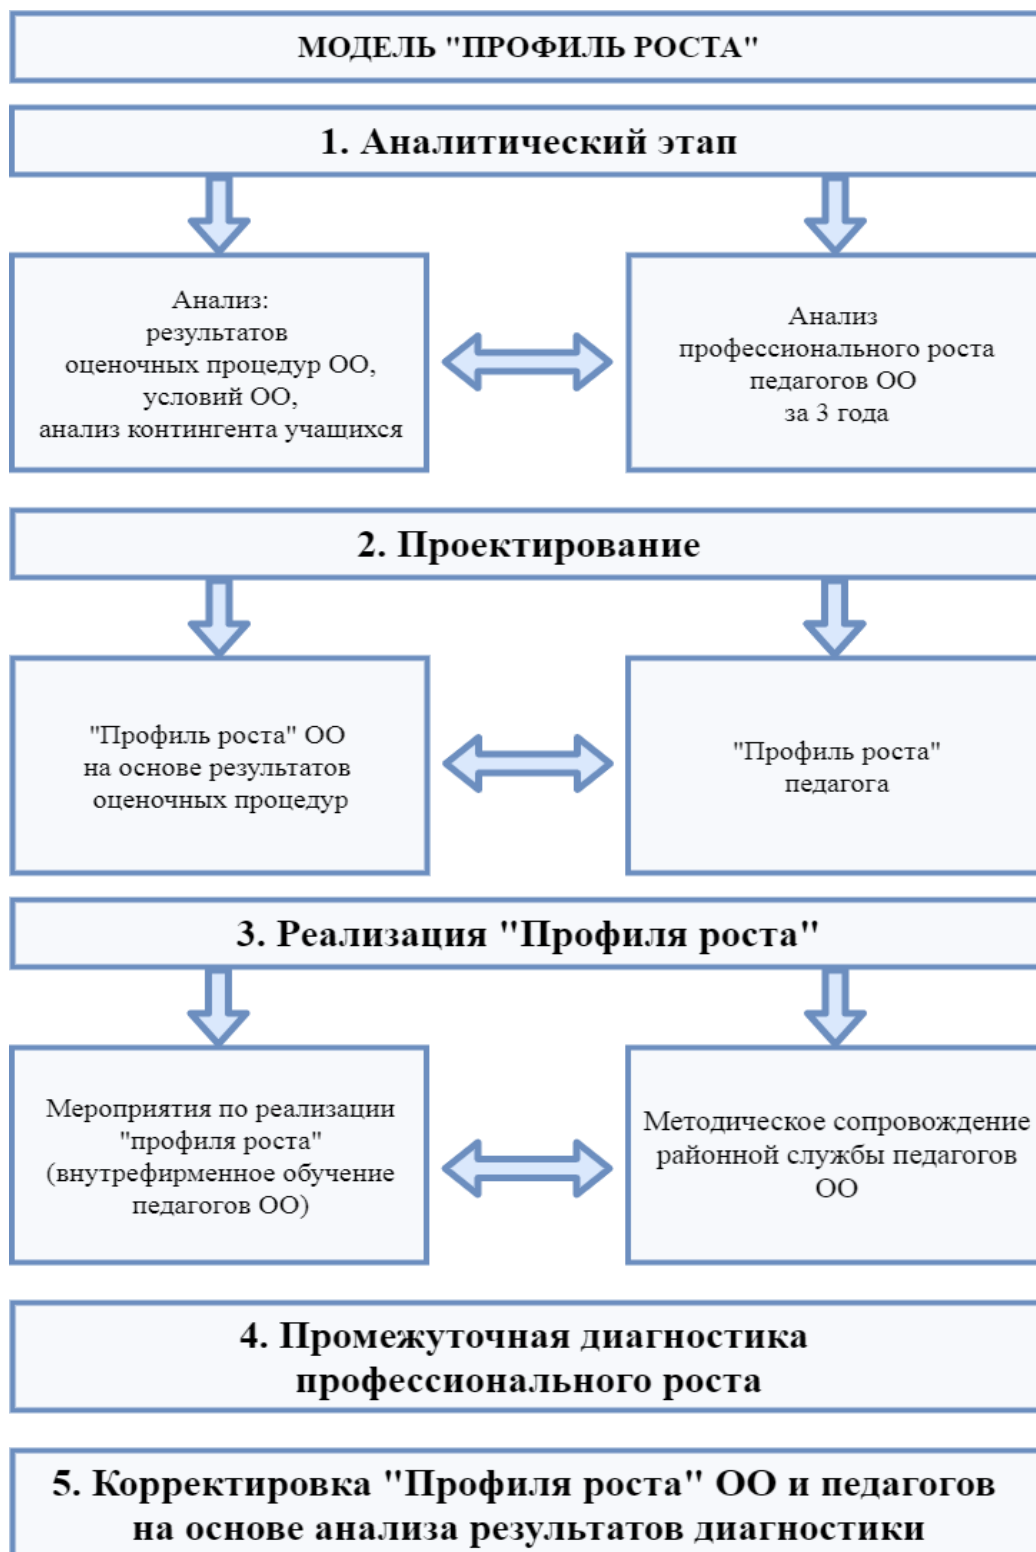 МОДЕЛЬ "ПРОФИЛЬ РОСТА"
1. Аналитический этап
Анализ:
результатов
оценочных процедур ОО,
условий ОО,
анализ контингента учащихся
Анализ
профессионального роста
педагогов ОО
за 3 года
2. Проектирование
"Профиль роста" ОО
на основе результатов
оценочных процедур
"Профиль роста"
педагога
3. Реализация "Профиля роста"
Мероприятия по реализации
"профиля роста"
(внутрефирменное обучение
педагогов ОО)
Методическое сопровождение
районной службы педагогов
ОО
4. Промежуточная диагностика
профессионального роста
5. Корректировка "Профиля роста" ОО и педагогов
на основе анализа результатов диагностики